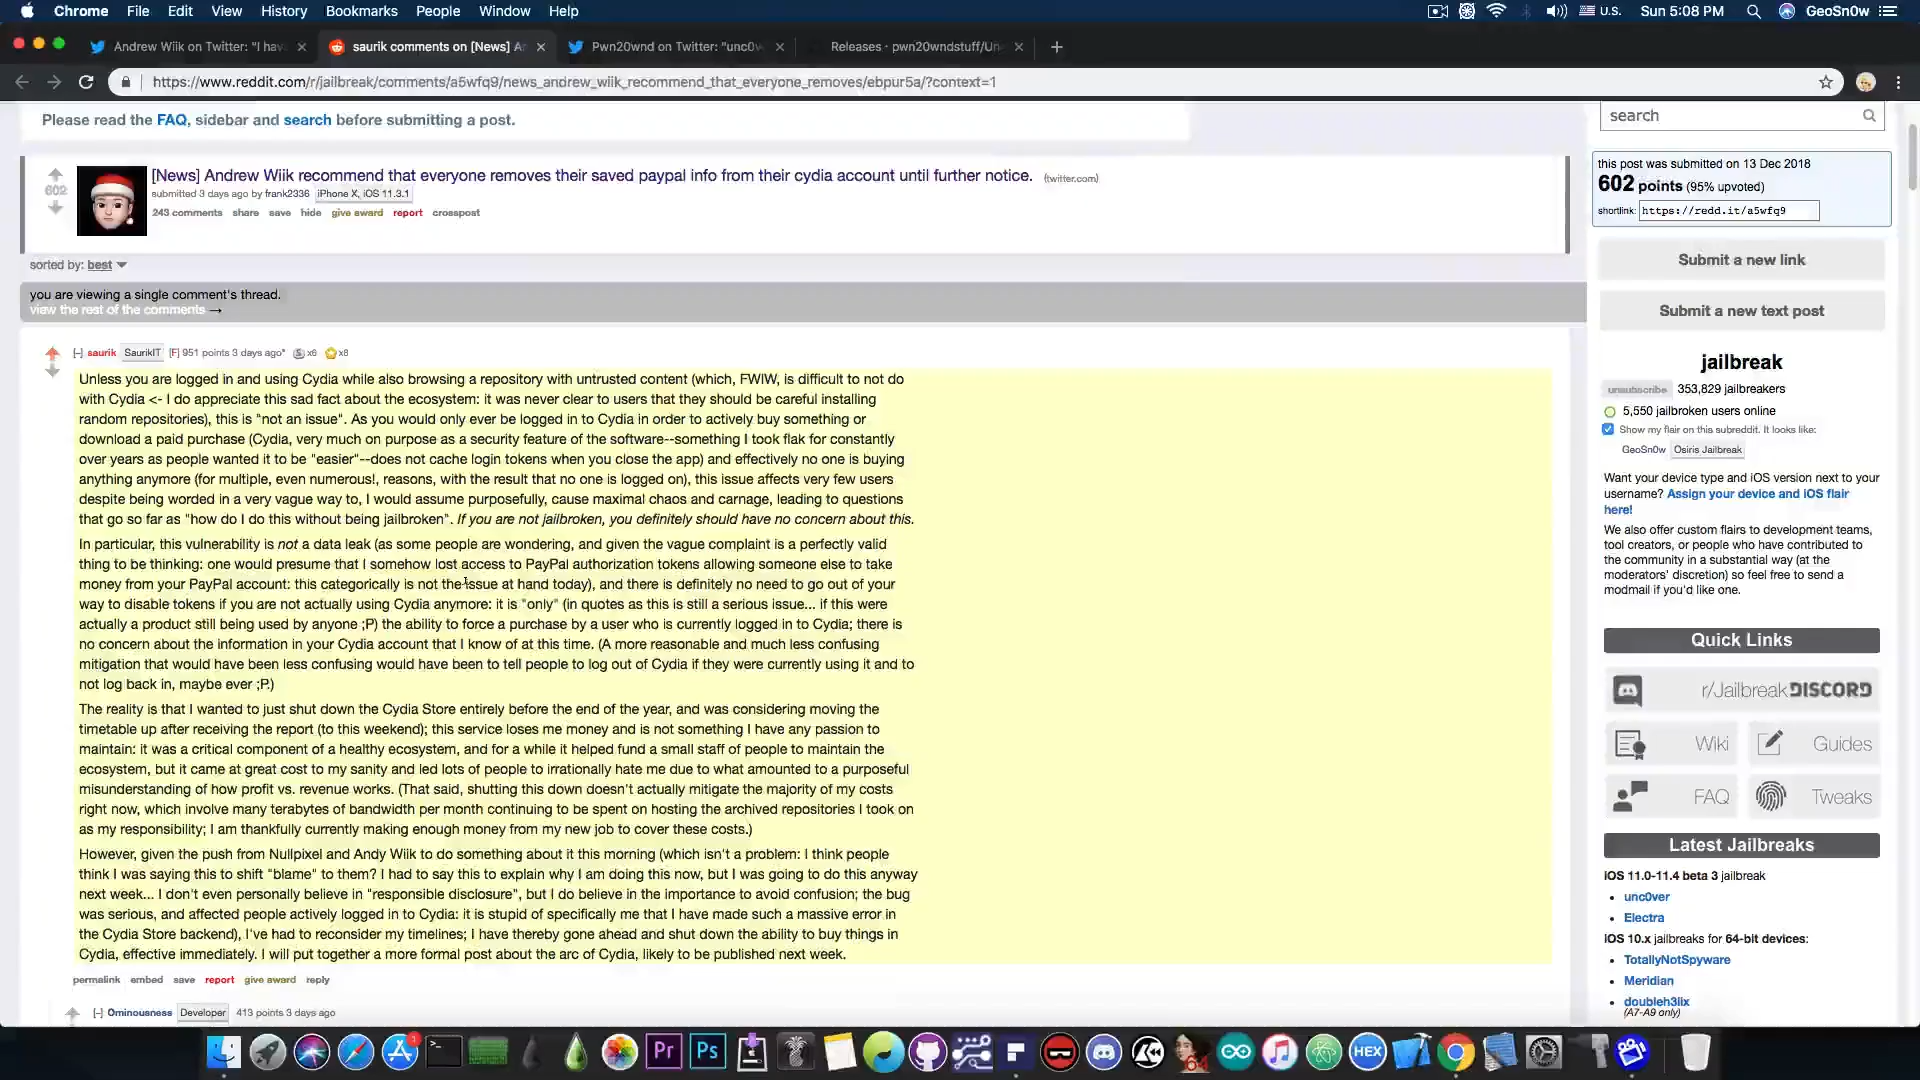 Chrome File Edit View History Bookmarks People Window Help U.S. Sun 5:08 PM GeoSn0w
Andrew Wiik on Twitter: "I hav saurik comments on [News] A Pwn20wnd on Twitter: "unc0v Releases · pwn20wndstuff/Un
https://www.reddit.com/r/jailbreak/comments/a5wfq9/news_andrew_wiik_recommend_that_everyone_removes/ebpur5a/?context=1
Please read the FAQ, sidebar and search before submitting a post.
602
[News] Andrew Wiik recommend that everyone removes their saved paypal info from their cydia account until further notice. (twitter.com)
submitted 3 days ago by frank2336 iPhone X, iOS 11.3.1
243 comments share save hide give award report crosspost
sorted by: best
you are viewing a single comment's thread.
view the rest of the comments →
[-] saurik SaurikIT [F] 951 points 3 days ago* x6 x8
Unless you are logged in and using Cydia while also browsing a repository with untrusted content (which, FWIW, is difficult to not do
with Cydia <- I do appreciate this sad fact about the ecosystem: it was never clear to users that they should be careful installing
random repositories), this is "not an issue". As you would only ever be logged in to Cydia in order to actively buy something or
download a paid purchase (Cydia, very much on purpose as a security feature of the software--something I took flak for constantly
over years as people wanted it to be "easier"--does not cache login tokens when you close the app) and effectively no one is buying
anything anymore (for multiple, even numerous!, reasons, with the result that no one is logged on), this issue affects very few users
despite being worded in a very vague way to, I would assume purposefully, cause maximal chaos and carnage, leading to questions
that go so far as "how do I do this without being jailbroken". If you are not jailbroken, you definitely should have no concern about this.
In particular, this vulnerability is not a data leak (as some people are wondering, and given the vague complaint is a perfectly valid
thing to be thinking: one would presume that I somehow lost access to PayPal authorization tokens allowing someone else to take
money from your PayPal account: this categorically is not the issue at hand today), and there is definitely no need to go out of your
way to disable tokens if you are not actually using Cydia anymore: it is "only" (in quotes as this is still a serious issue... if this were
actually a product still being used by anyone ;P) the ability to force a purchase by a user who is currently logged in to Cydia; there is
no concern about the information in your Cydia account that I know of at this time. (A more reasonable and much less confusing
mitigation that would have been less confusing would have been to tell people to log out of Cydia if they were currently using it and to
not log back in, maybe ever ;P.)
The reality is that I wanted to just shut down the Cydia Store entirely before the end of the year, and was considering moving the
timetable up after receiving the report (to this weekend); this service loses me money and is not something I have any passion to
maintain: it was a critical component of a healthy ecosystem, and for a while it helped fund a small staff of people to maintain the
ecosystem, but it came at great cost to my sanity and led lots of people to irrationally hate me due to what amounted to a purposeful
misunderstanding of how profit vs. revenue works. (That said, shutting this down doesn't actually mitigate the majority of my costs
right now, which involve many terabytes of bandwidth per month continuing to be spent on hosting the archived repositories I took on
as my responsibility; I am thankfully currently making enough money from my new job to cover these costs.)
However, given the push from Nullpixel and Andy Wiik to do something about it this morning (which isn't a problem: I think people
think I was saying this to shift "blame" to them? I had to say this to explain why I am doing this now, but I was going to do this anyway
next week... I don't even personally believe in "responsible disclosure", but I do believe in the importance to avoid confusion; the bug
was serious, and affected people actively logged in to Cydia: it is stupid of specifically me that I have made such a massive error in
the Cydia Store backend), I've had to reconsider my timelines; I have thereby gone ahead and shut down the ability to buy things in
Cydia, effective immediately. I will put together a more formal post about the arc of Cydia, likely to be published next week.
permalink embed save report give award reply
[-] Ominousness Developer 413 points 3 days ago
search
this post was submitted on 13 Dec 2018
602 points (95% upvoted)
shortlink: https://redd.it/a5wfq9
Submit a new link
Submit a new text post
jailbreak
unsubscribe 353,829 jailbreakers
5,550 jailbroken users online
Show my flair on this subreddit. It looks like:
GeoSn0w Osiris Jailbreak
Want your device type and iOS version next to your
username? Assign your device and iOS flair
here!
We also offer custom flairs to development teams,
tool creators, or people who have contributed to
the community in a substantial way (at the
moderators' discretion) so feel free to send a
modmail if you'd like one.
Quick Links
r/Jailbreak DISCORD
Wiki Guides
FAQ Tweaks
Latest Jailbreaks
iOS 11.0-11.4 beta 3 jailbreak
unc0ver
Electra
iOS 10.x jailbreaks for 64-bit devices:
TotallyNotSpyware
Meridian
doubleh3lix
(A7-A9 only)
1 Pr Ps 64 HEX